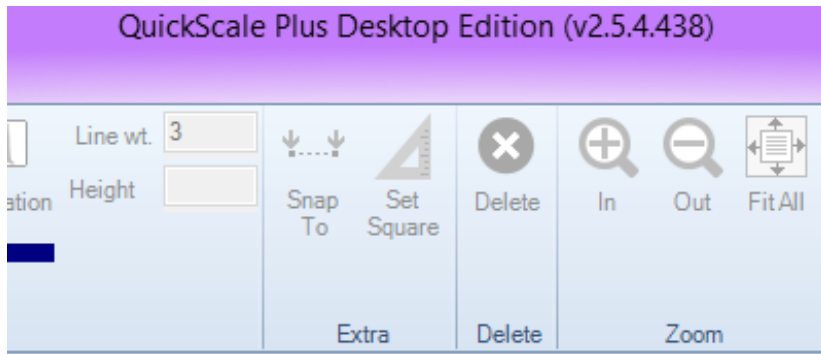 QuickScale Plus Desktop Edition (v2.5.4.438)
Line wt. 3
Height
Snap To
Set Square
Delete
In
Out
Fit All
Extra
Delete
Zoom